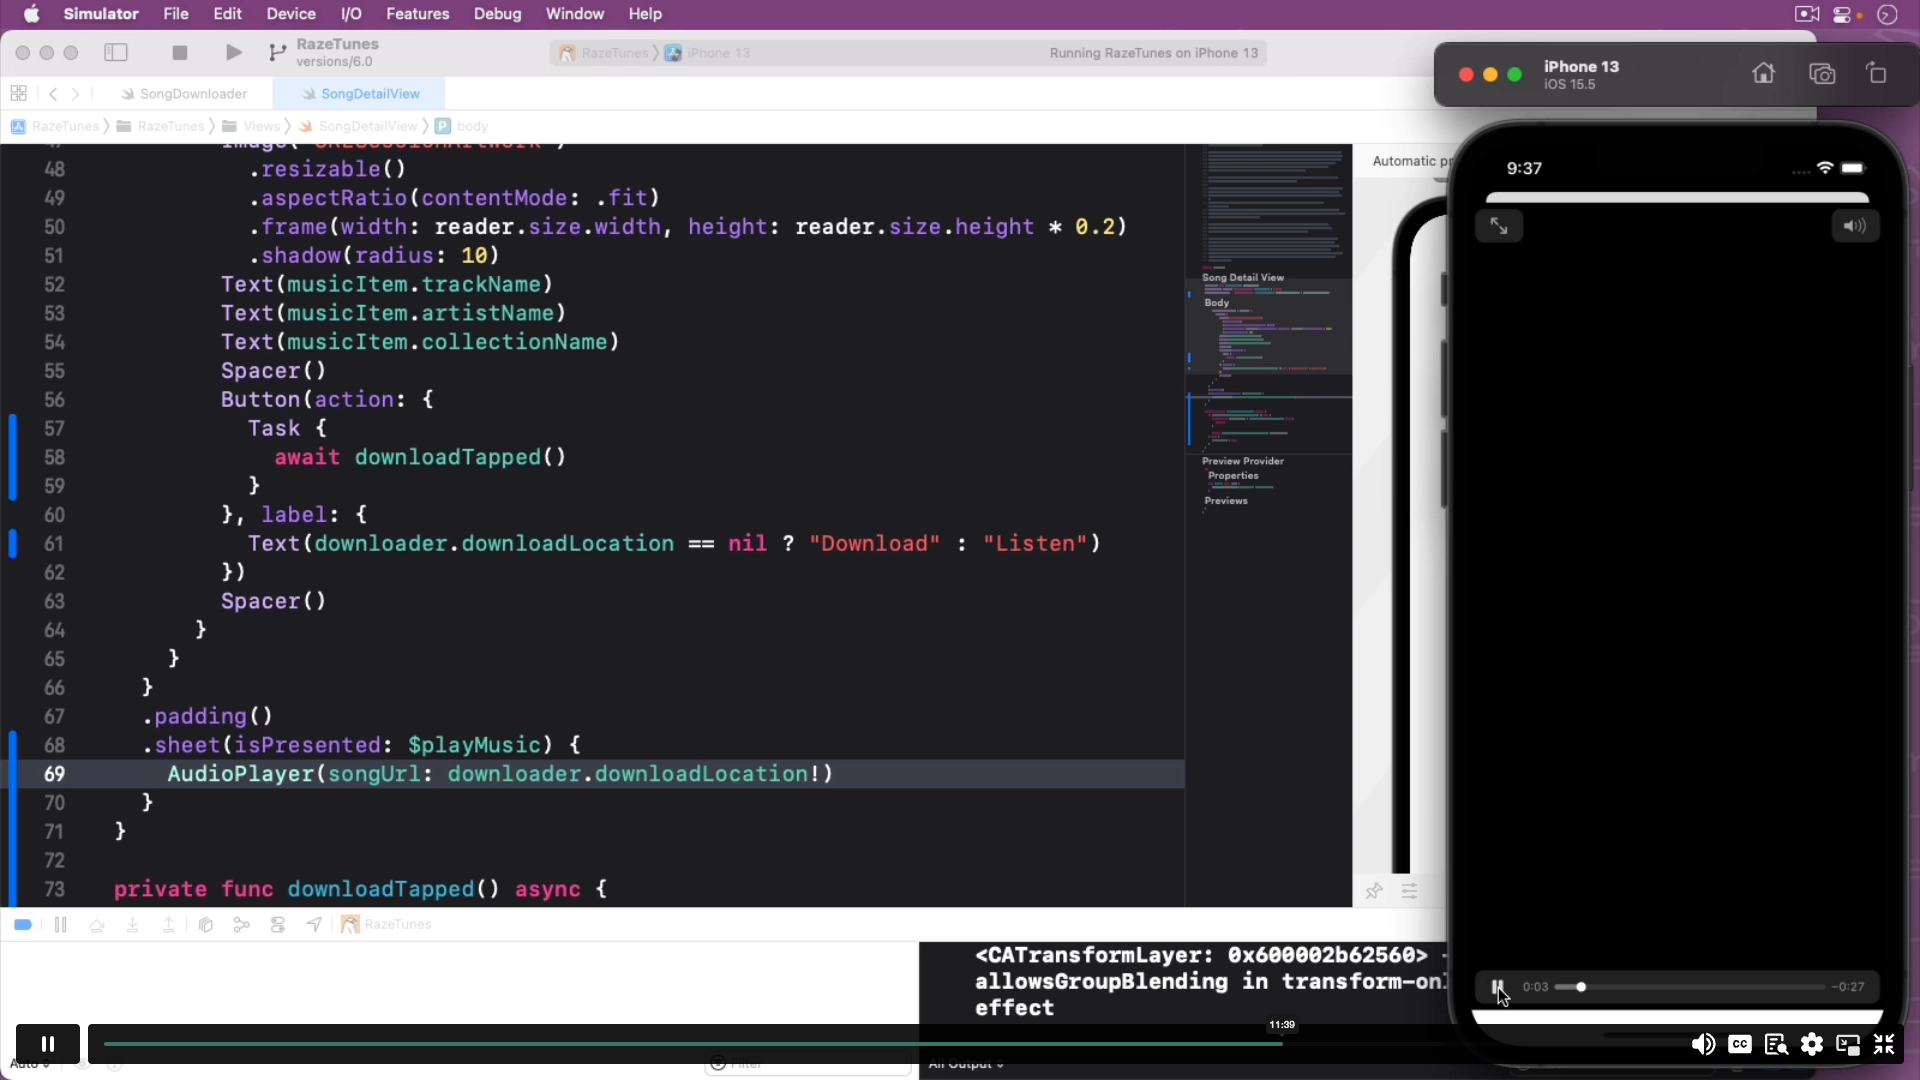 Simulator File Edit Device I/O Features Debug Window Help
RazeTunes
versions/6.0
RazeTunes iPhone 13
Running RazeTunes on iPhone 13
iPhone 13
iOS 15.5
SongDownloader
SongDetailView
RazeTunes RazeTunes Views SongDetailView P body
48 .resizable()
49 .aspectRatio(contentMode: .fit)
50 .frame(width: reader.size.width, height: reader.size.height * 0.2)
51 .shadow(radius: 10)
52 Text(musicItem.trackName)
53 Text(musicItem.artistName)
54 Text(musicItem.collectionName)
55 Spacer()
56 Button(action: {
57 Task {
58 await downloadTapped()
59 }
60 }, label: {
61 Text(downloader.downloadLocation == nil ? "Download" : "Listen")
62 })
63 Spacer()
64 }
65 }
66 }
67 .padding()
68 .sheet(isPresented: $playMusic) {
69 AudioPlayer(songUrl: downloader.downloadLocation!)
70 }
71 }
72
73 private func downloadTapped() async {
Song Detail View
Body
Preview Provider
Properties
Previews
Automatic
9:37
0:03
-0:27
RazeTunes
<CATransformLayer: 0x600002b62560> -
allowsGroupBlending in transform-onl
effect
11:39
CC
Auto
Filter
All Output